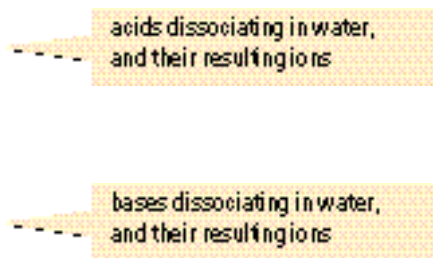 acids dissociating in water,
and their resulting ions
bases dissociating in water,
and their resulting ions